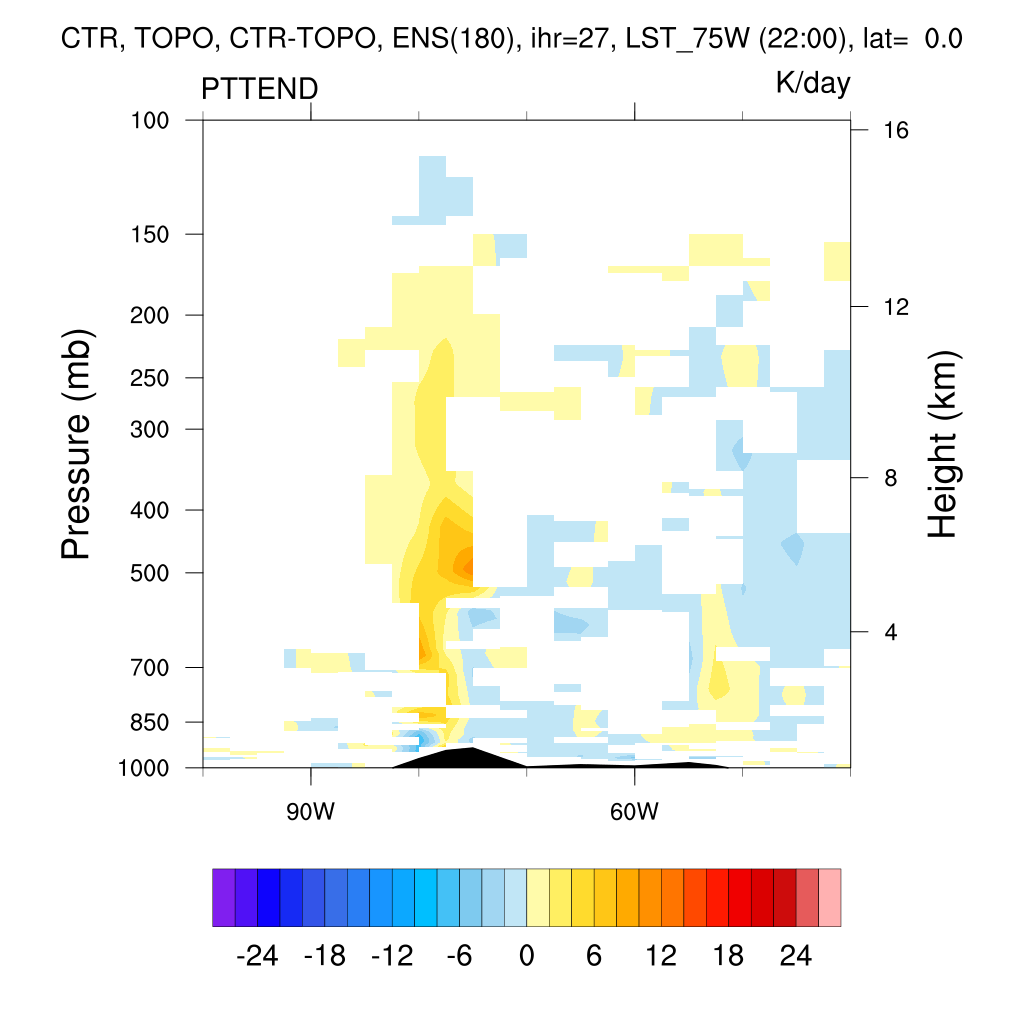 CTR, TOPO, CTR-TOPO, ENS(180), ihr=27, LST_75W (22:00), lat=  0.0
PTTEND
K/day
100
150
200
250
300
400
500
700
850
1000
Pressure (mb)
16
12
8
4
Height (km)
90W
60W
-24 -18 -12 -6 0 6 12 18 24